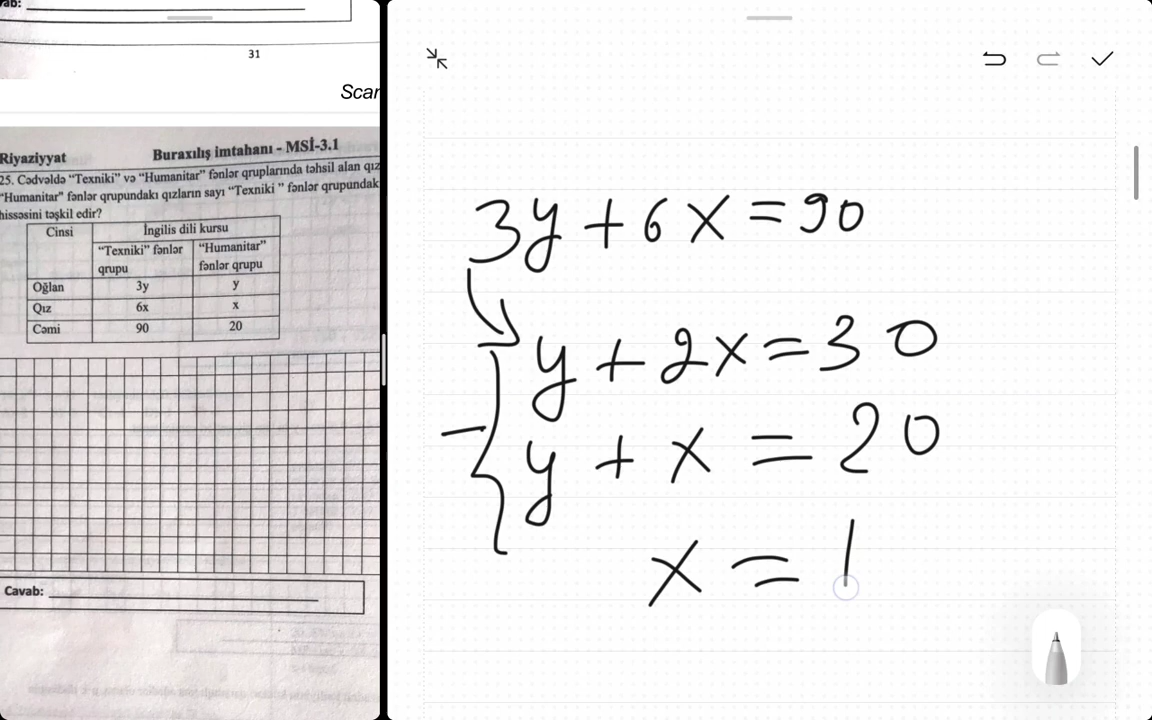 ab:
31
Scar
Riyaziyyat Buraxılış imtahanı - MSİ-3.1
25. Cədvəldə “Texniki” və “Humanitar” fənlər qruplarında təhsil alan qız
“Humanitar” fənlər qrupundakı qızların sayı “Texniki ” fənlər qrupundak
hissəsini təşkil edir?
Cinsi İngilis dili kursu
“Texniki” fənlər qrupu “Humanitar” fənlər qrupu
Oğlan 3y y
Qız 6x x
Cəmi 90 20
Cavab:
3y + 6x = 90
y + 2x = 30
y + x = 20
x = 1